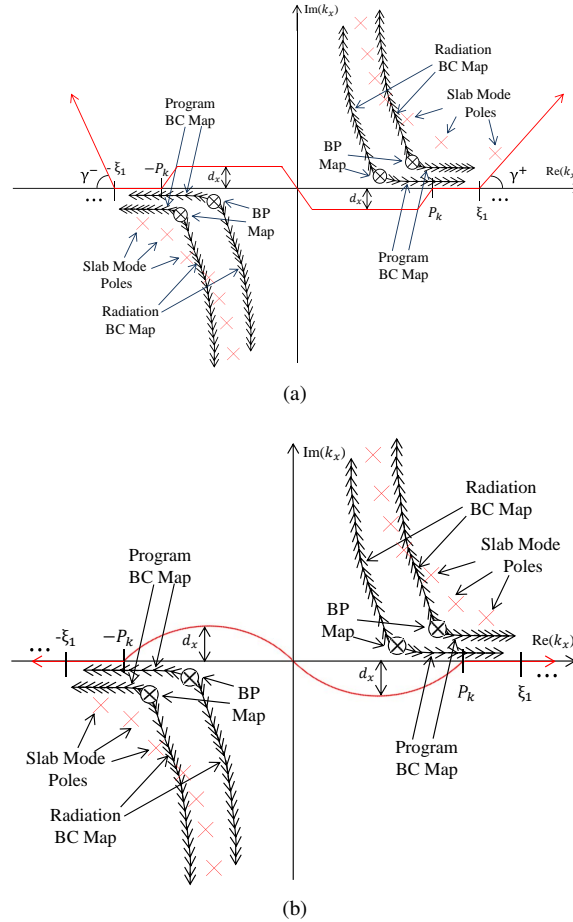 Im(kₓ)
Radiation
BC Map
Program
BC Map
Slab Mode
Poles
BP
Map
Re(kₓ
γ⁻
-ξ₁
−Pₖ
dₓ
γ⁺
...
...
dₓ
Pₖ
ξ₁
BP
Map
Program
BC Map
Slab Mode
Poles
Radiation
BC Map
(a)
Im(kₓ)
Radiation
BC Map
Slab Mode
Poles
Program
BC Map
BP
Map
-ξ₁
−Pₖ
dₓ
Re(kₓ)
...
...
dₓ
Pₖ
ξ₁
BP
Map
Program
BC Map
Slab Mode
Poles
Radiation
BC Map
(b)